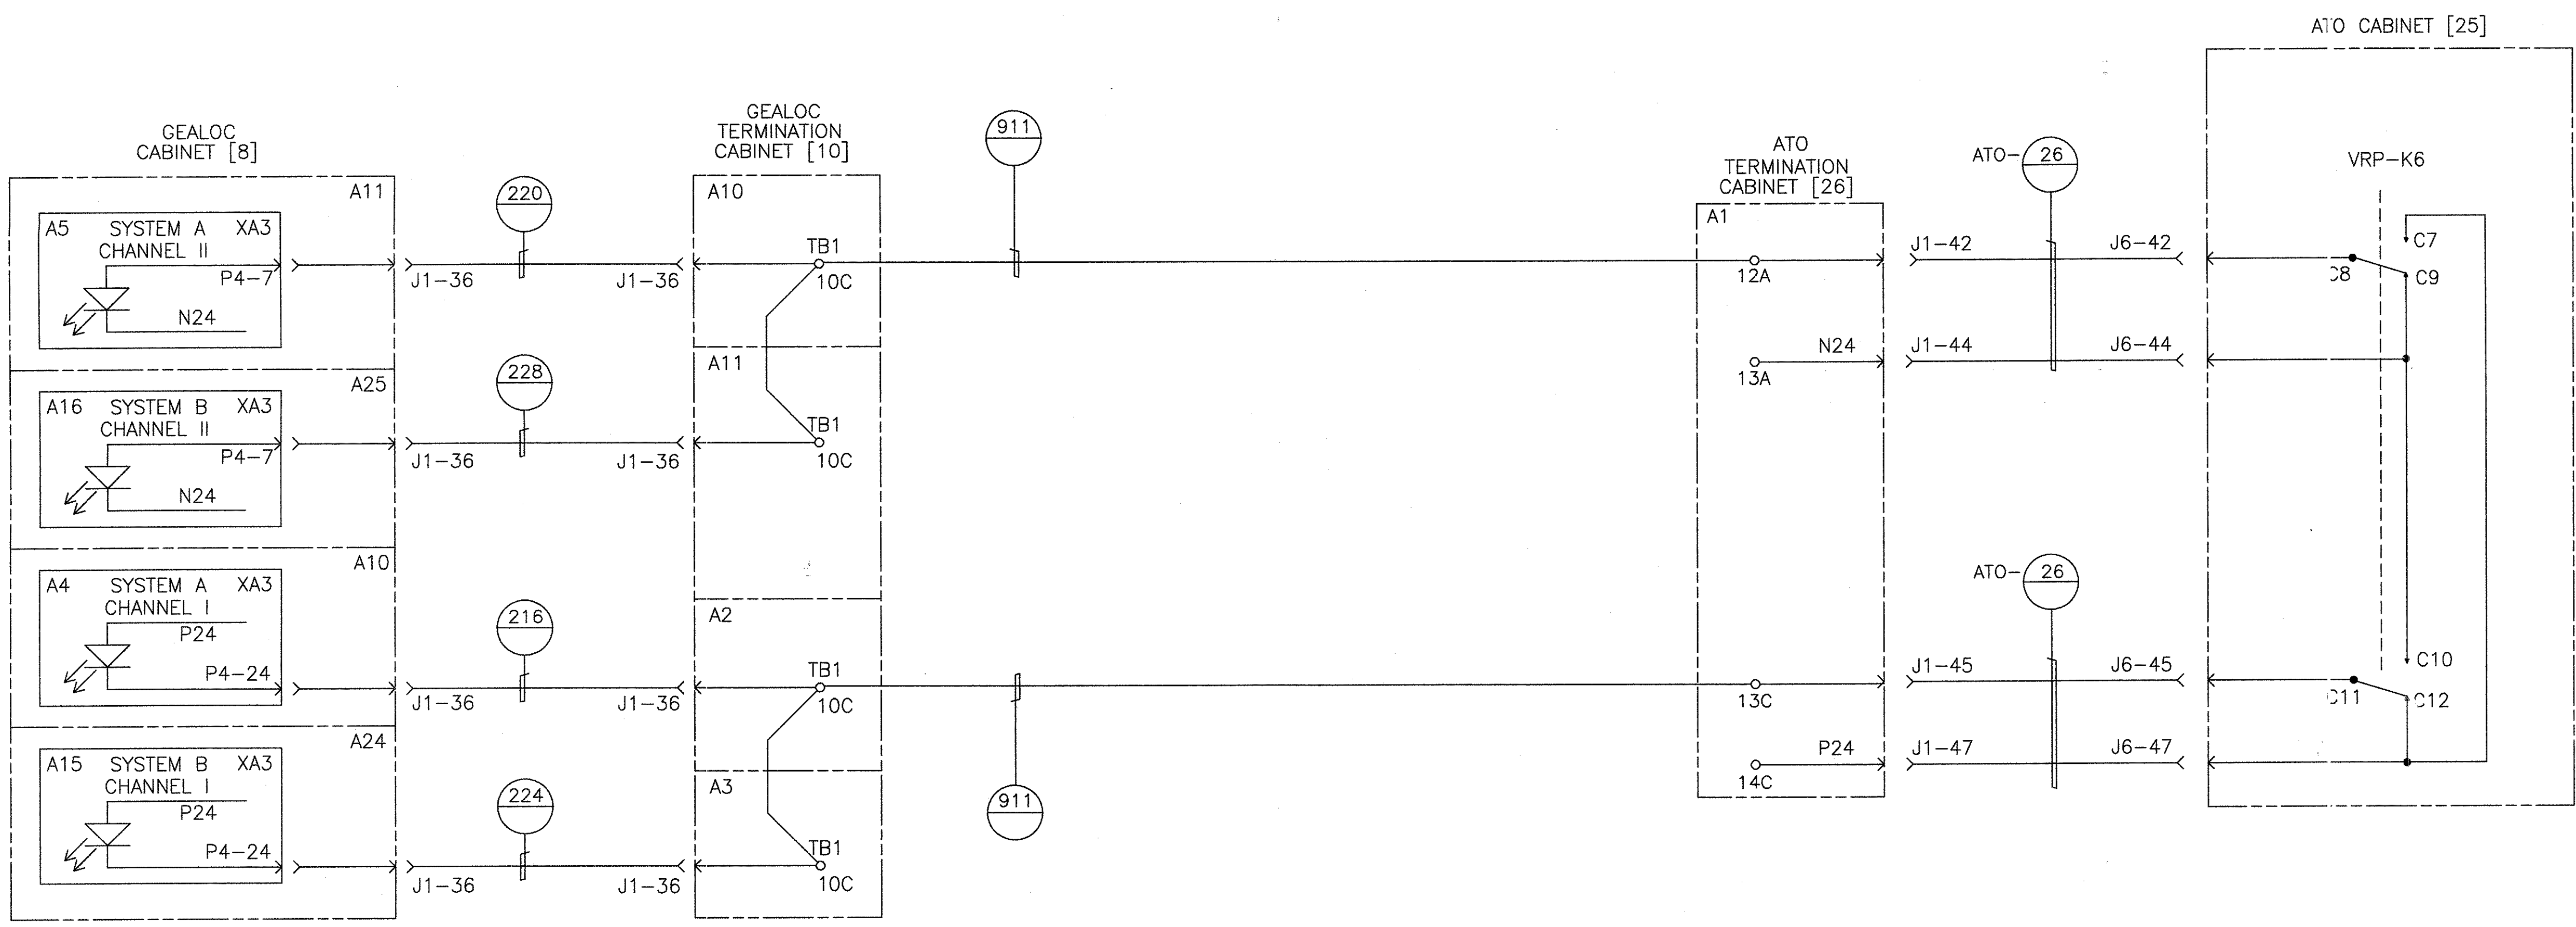 ATO CABINET [25]
GEALOC
CABINET [8]
GEALOC
TERMINATION
CABINET [10]
911
ATO
TERMINATION
CABINET [26]
ATO-
26
VRP-K6
A11
A5
SYSTEM A
XA3
CHANNEL II
P4-7
N24
220
J1-36
J1-36
A10
TB1
10C
A1
12A
J1-42
J6-42
C8
C7
C9
A25
A16
SYSTEM B
XA3
CHANNEL II
P4-7
N24
228
J1-36
J1-36
A11
TB1
10C
N24
13A
J1-44
J6-44
A10
A4
SYSTEM A
XA3
CHANNEL I
P24
P4-24
216
J1-36
J1-36
A2
TB1
10C
911
13C
ATO-
26
J1-45
J6-45
C10
C11
C12
A24
A15
SYSTEM B
XA3
CHANNEL I
P24
P4-24
224
J1-36
J1-36
A3
TB1
10C
P24
14C
J1-47
J6-47